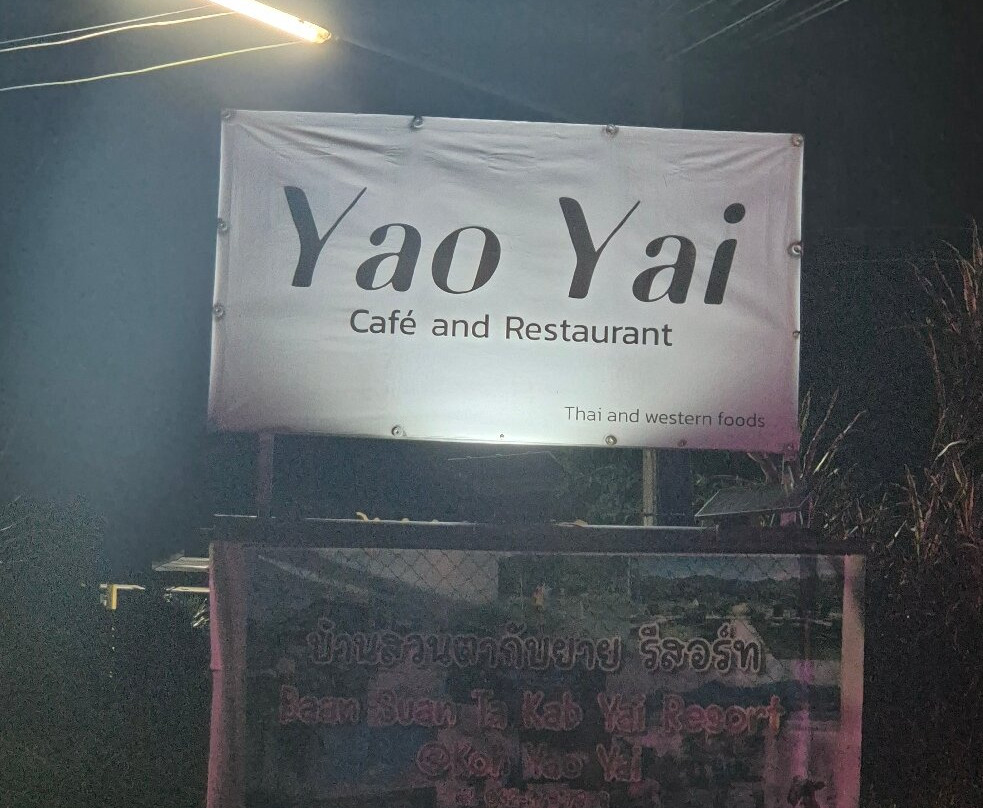 Yao Yai
Café and Restaurant
Thai and western foods
บ้านสวนตากับยาย รีสอร์ท
Baan Suan Ta Kab Yai Resort
@Koh Yao Yai